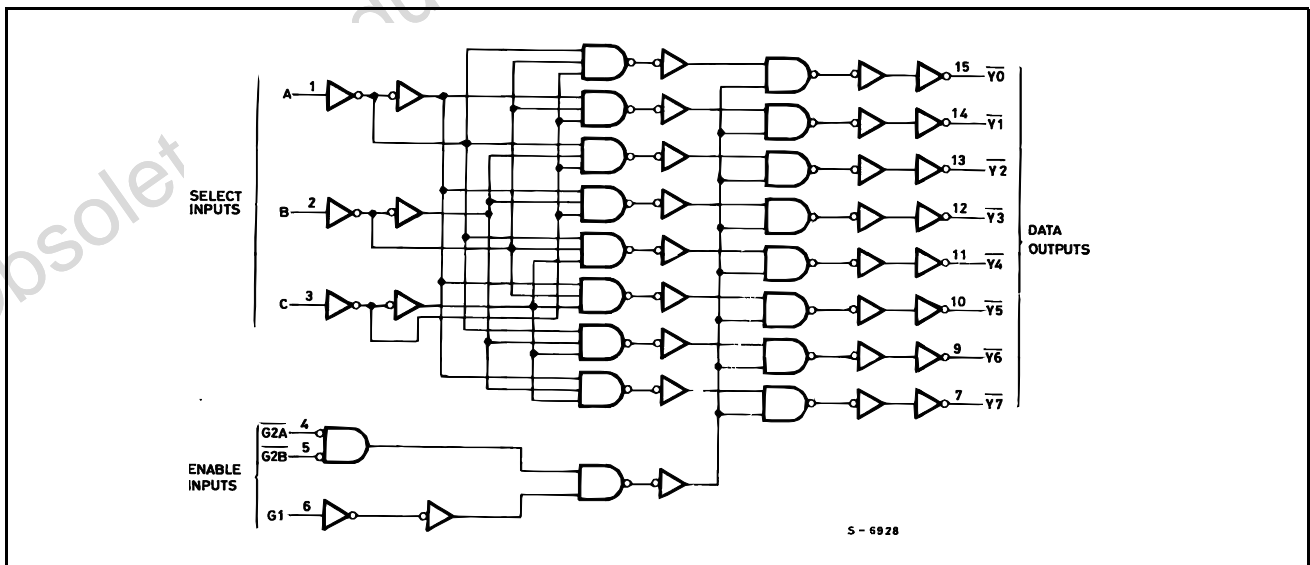 obsolet
SELECT
INPUTS
A 1
B 2
C 3
ENABLE
INPUTS
G2A 4
G2B 5
G1 6
15 Y0
14 Y1
13 Y2
12 Y3
11 Y4
10 Y5
9 Y6
7 Y7
DATA
OUTPUTS
S - 6928